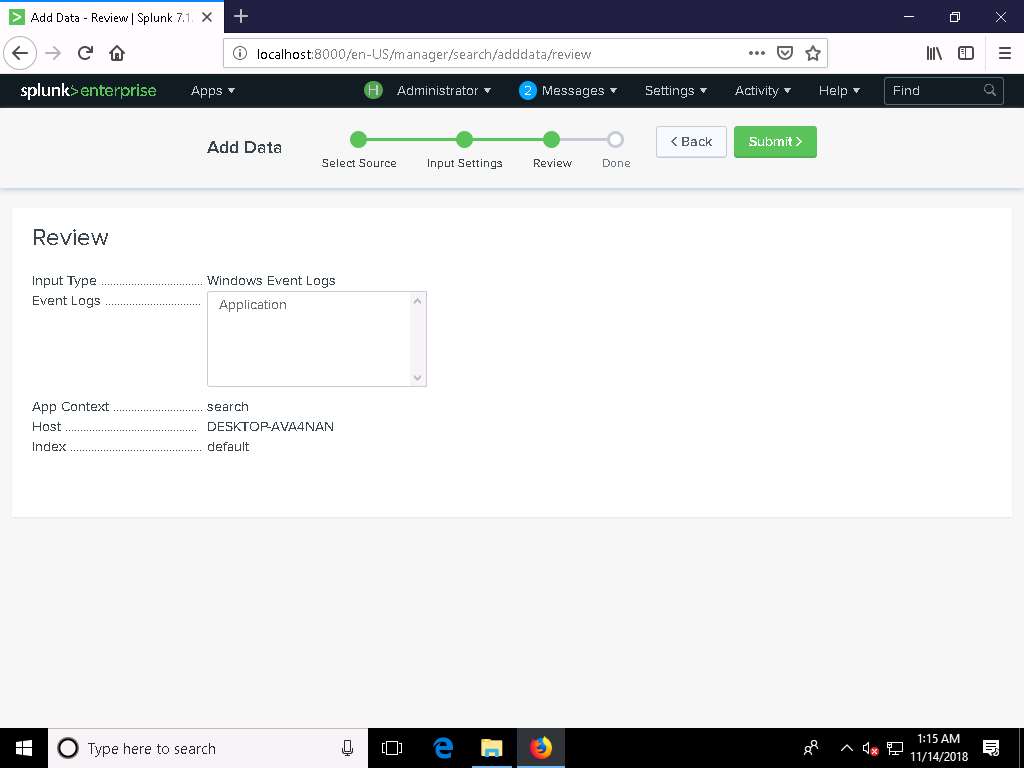 Add Data - Review | Splunk 7.1.
localhost:8000/en-US/manager/search/adddata/review
splunk>enterprise Apps H Administrator 2 Messages Settings Activity Help Find
Add Data
Select Source Input Settings Review Done
< Back Submit >
Review
Input Type Windows Event Logs
Event Logs Application
App Context search
Host DESKTOP-AVA4NAN
Index default
Type here to search
1:15 AM
11/14/2018